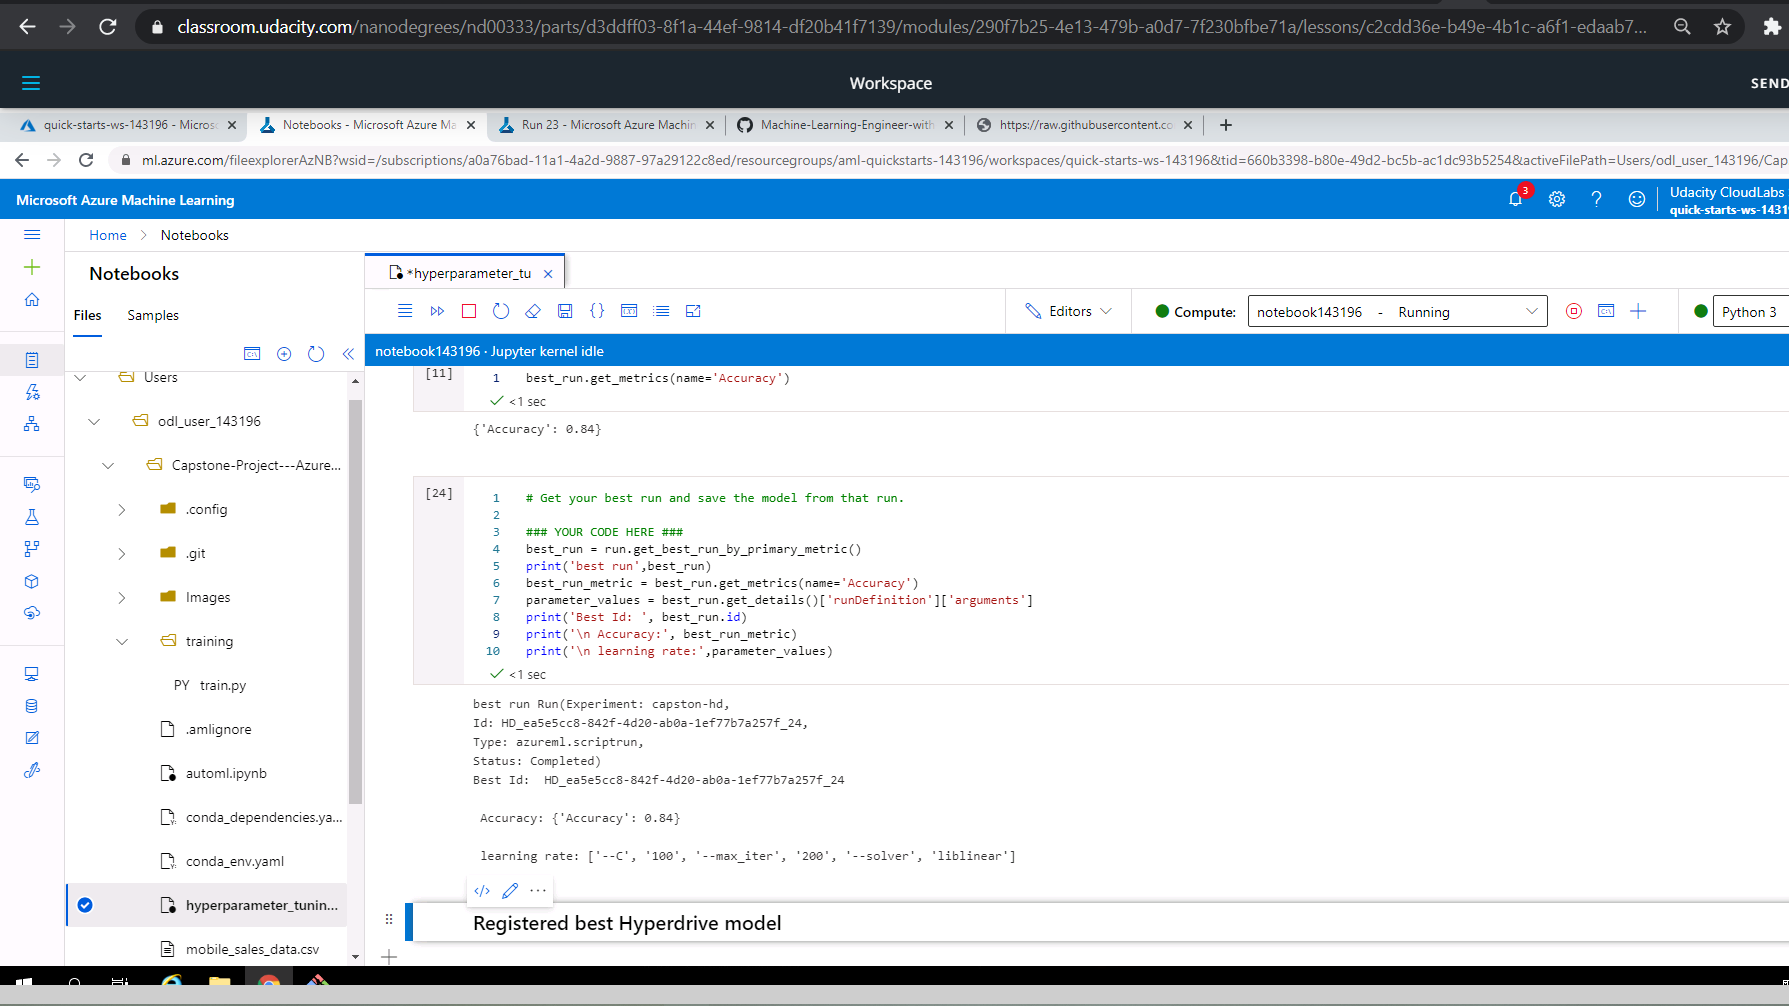 classroom.udacity.com/nanodegrees/nd00333/parts/d3ddff03-8f1a-44ef-9814-df20b41f7139/modules/290f7b25-4e13-479b-a0d7-7f230bfbe71a/lessons/c2cdd36e-b49e-4b1c-a6f1-edaab7...
Workspace
SEND
quick-starts-ws-143196 - Micros
Notebooks - Microsoft Azure Ma
Run 23 - Microsoft Azure Machin
Machine-Learning-Engineer-with
https://raw.githubusercontent.co
ml.azure.com/fileexplorerAzNB?wsid=/subscriptions/a0a76bad-11a1-4a2d-9887-97a29122c8ed/resourcegroups/aml-quickstarts-143196/workspaces/quick-starts-ws-143196&tid=660b3398-b80e-49d2-bc5b-ac1dc93b5254&activeFilePath=Users/odl_user_143196/Cap
Microsoft Azure Machine Learning
3
Udacity CloudLabs
quick-starts-ws-1431
Home
Notebooks
Notebooks
Files
Samples
Users
odl_user_143196
Capstone-Project---Azure...
.config
.git
Images
training
PY train.py
.amlignore
automl.ipynb
conda_dependencies.ya...
conda_env.yaml
hyperparameter_tunin...
mobile_sales_data.csv
*hyperparameter_tu
Editors
Compute:
notebook143196 - Running
Python 3
notebook143196 · Jupyter kernel idle
[11]
1 best_run.get_metrics(name='Accuracy')
<1 sec
{'Accuracy': 0.84}
[24]
1 # Get your best run and save the model from that run.
2
3 ### YOUR CODE HERE ###
4 best_run = run.get_best_run_by_primary_metric()
5 print('best run',best_run)
6 best_run_metric = best_run.get_metrics(name='Accuracy')
7 parameter_values = best_run.get_details()['runDefinition']['arguments']
8 print('Best Id: ', best_run.id)
9 print('\n Accuracy:', best_run_metric)
10 print('\n learning rate:',parameter_values)
<1 sec
best run Run(Experiment: capston-hd,
Id: HD_ea5e5cc8-842f-4d20-ab0a-1ef77b7a257f_24,
Type: azureml.scriptrun,
Status: Completed)
Best Id:  HD_ea5e5cc8-842f-4d20-ab0a-1ef77b7a257f_24
Accuracy: {'Accuracy': 0.84}
learning rate: ['--C', '100', '--max_iter', '200', '--solver', 'liblinear']
Registered best Hyperdrive model